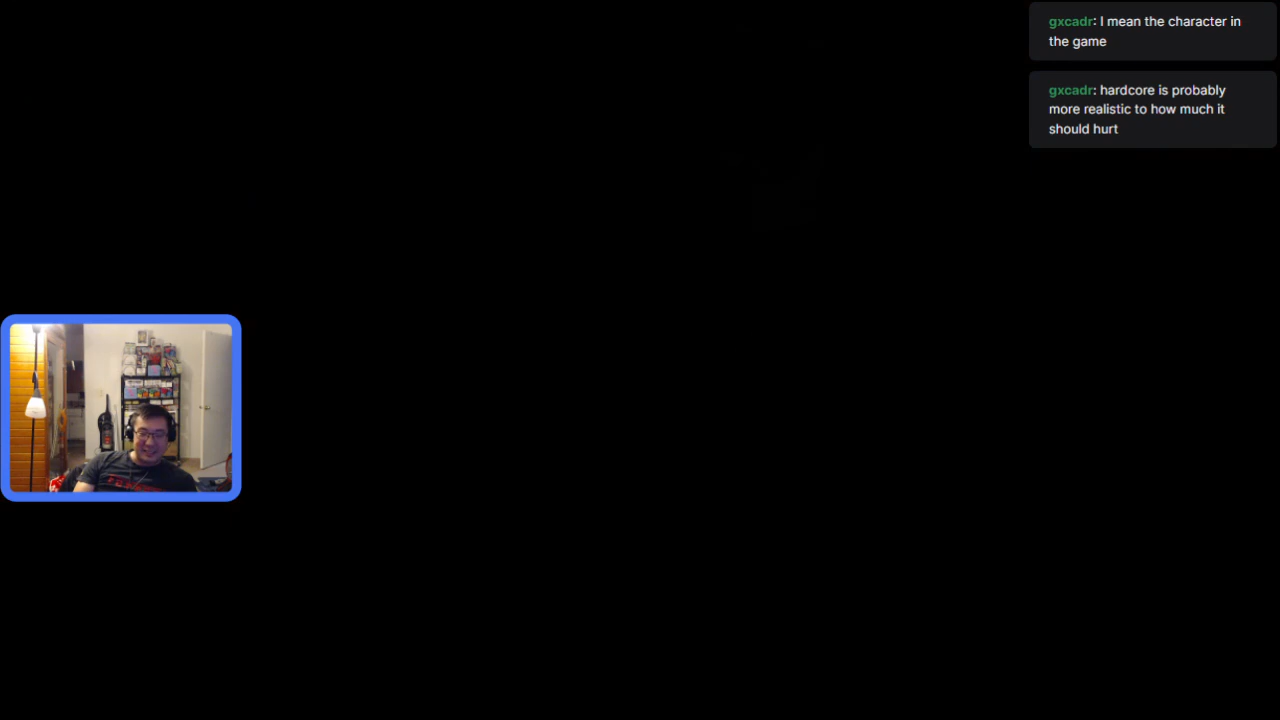 gxcadr: I mean the character in
the game
gxcadr: hardcore is probably
more realistic to how much it
should hurt